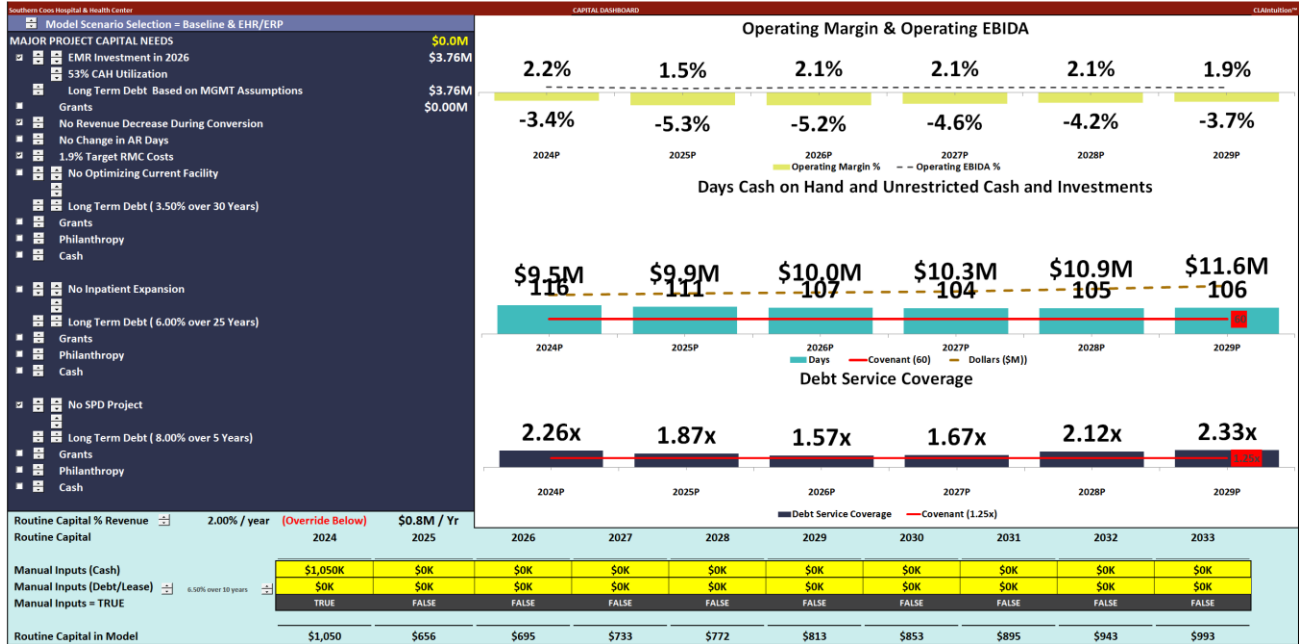 Southern Coos Hospital & Health Center CAPITAL DASHBOARD CLAIntuition™
Model Scenario Selection = Baseline & EHR/ERP
MAJOR PROJECT CAPITAL NEEDS $0.0M
EMR Investment in 2026 $3.76M
53% CAH Utilization
Long Term Debt Based on MGMT Assumptions $3.76M
Grants $0.00M
No Revenue Decrease During Conversion
No Change in AR Days
1.9% Target RMC Costs
No Optimizing Current Facility
Long Term Debt ( 3.50% over 30 Years)
Grants
Philanthropy
Cash
No Inpatient Expansion
Long Term Debt ( 6.00% over 25 Years)
Grants
Philanthropy
Cash
No SPD Project
Long Term Debt ( 8.00% over 5 Years)
Grants
Philanthropy
Cash
Operating Margin & Operating EBIDA
2.2% 1.5% 2.1% 2.1% 2.1% 1.9%
-3.4% -5.3% -5.2% -4.6% -4.2% -3.7%
2024P 2025P 2026P 2027P 2028P 2029P
Operating Margin % Operating EBIDA %
Days Cash on Hand and Unrestricted Cash and Investments
$9.5M $9.9M $10.0M $10.3M $10.9M $11.6M
116 111 107 104 105 106
60
2024P 2025P 2026P 2027P 2028P 2029P
Days Covenant (60) Dollars ($M))
Debt Service Coverage
2.26x 1.87x 1.57x 1.67x 2.12x 2.33x
1.25x
2024P 2025P 2026P 2027P 2028P 2029P
Debt Service Coverage Covenant (1.25x)
Routine Capital % Revenue 2.00% / year (Override Below) $0.8M / Yr
Routine Capital 2024 2025 2026 2027 2028 2029 2030 2031 2032 2033
Manual Inputs (Cash) $1,050K $0K $0K $0K $0K $0K $0K $0K $0K $0K
Manual Inputs (Debt/Lease) 6.50% over 10 years $0K $0K $0K $0K $0K $0K $0K $0K $0K $0K
Manual Inputs = TRUE TRUE FALSE FALSE FALSE FALSE FALSE FALSE FALSE FALSE FALSE
Routine Capital in Model $1,050 $656 $695 $733 $772 $813 $853 $895 $943 $993